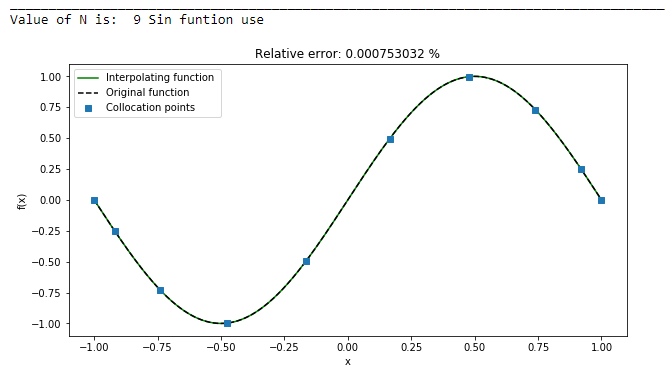 Value of N is:  9 Sin funtion use
Relative error: 0.000753032 %
Interpolating function
Original function
Collocation points
1.00
0.75
0.50
0.25
0.00
−0.25
−0.50
−0.75
−1.00
f(x)
−1.00 −0.75 −0.50 −0.25 0.00 0.25 0.50 0.75 1.00
x